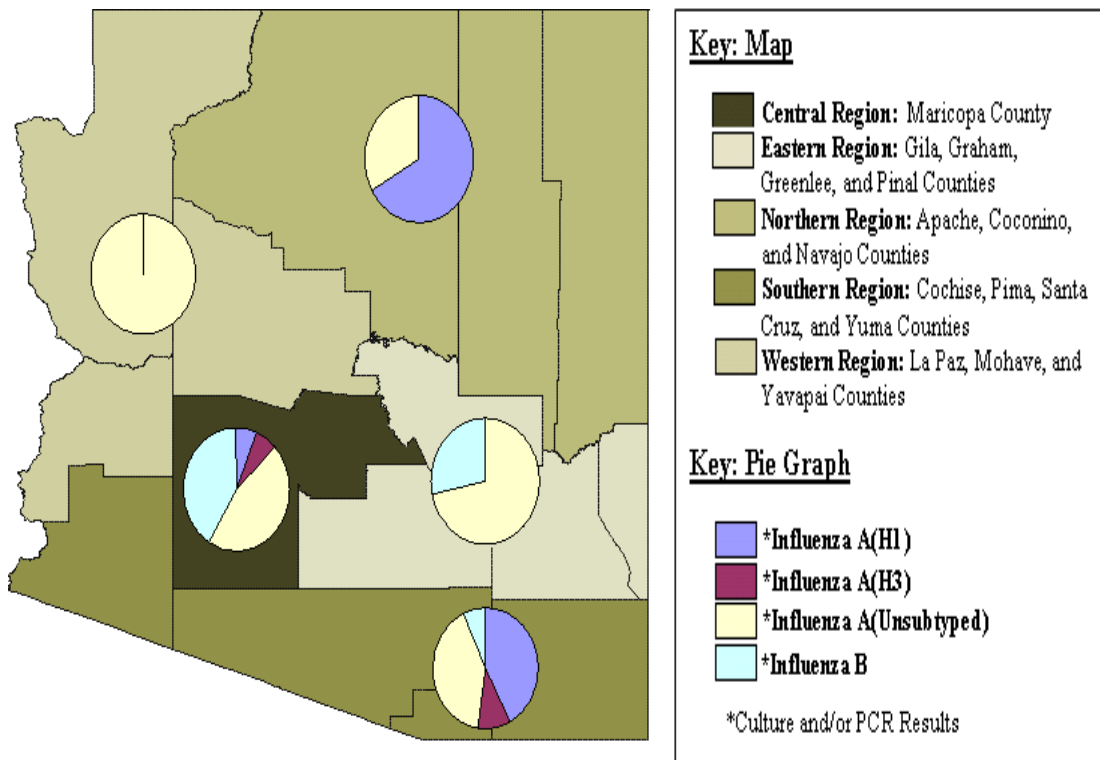 Key: Map
Central Region: Maricopa County
Eastern Region: Gila, Graham,
Greenlee, and Pinal Counties
Northern Region: Apache, Coconino,
and Navajo Counties
Southern Region: Cochise, Pima, Santa
Cruz, and Yuma Counties
Western Region: La Paz, Mohave, and
Yavapai Counties
Key: Pie Graph
*Influenza A(H1)
*Influenza A(H3)
*Influenza A(Unsubtyped)
*Influenza B
*Culture and/or PCR Results